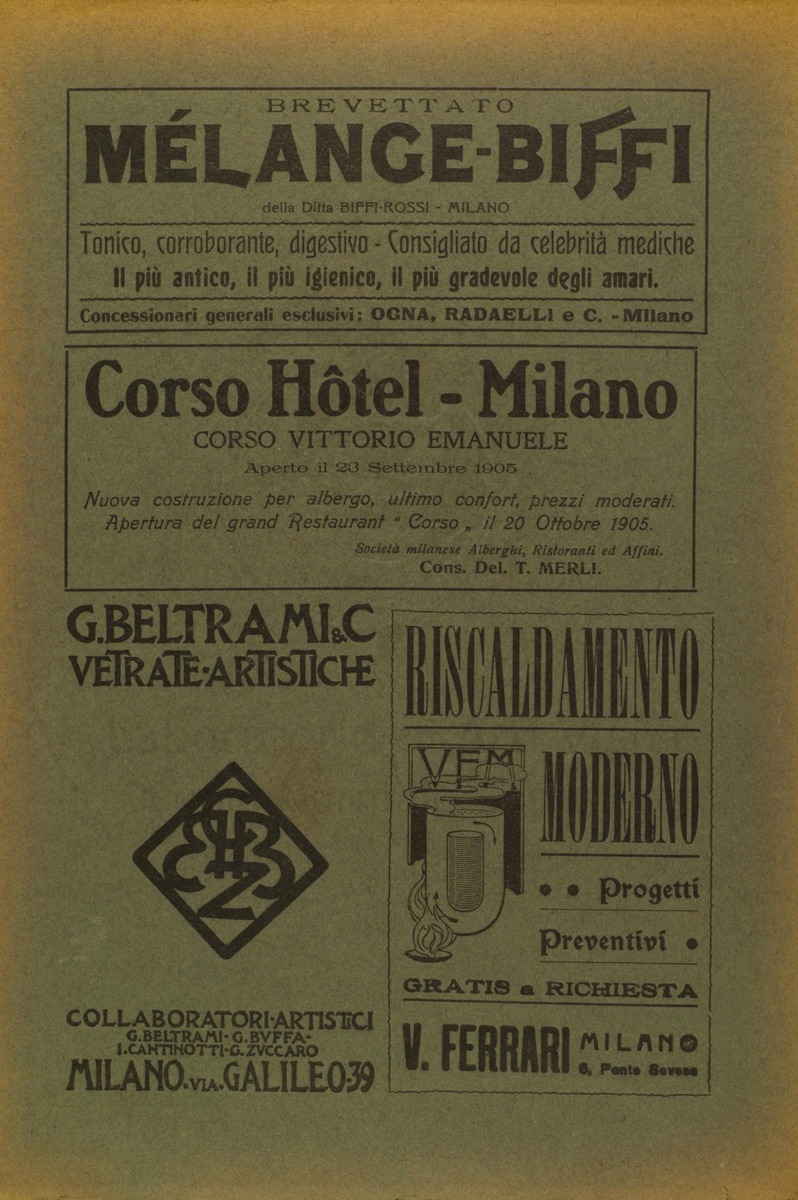 BREVETTATO
MÉLANGE-BIFFI
della Ditta BIFFI-ROSSI - MILANO
Tonico, corroborante, digestivo - Consigliato da celebrità mediche
Il più antico, il più igienico, il più gradevole degli amari.
Concessionari generali esclusivi: OGNA, RADAELLI e C. - Milano
Corso Hôtel - Milano
CORSO VITTORIO EMANUELE
Aperto il 23 Settembre 1905
Nuova costruzione per albergo, ultimo confort, prezzi moderati.
Apertura del grand Restaurant “ Corso „ il 20 Ottobre 1905.
Società milanese Alberghi, Ristoranti ed Affini.
Cons. Del. T. MERLI.
G. BELTRAMI & C
VETRATE·ARTISTICHE
COLLABORATORI·ARTISTICI
G. BELTRAMI· G. BVFFA·
I. CANTINOTTI·G. ZVCCARO
MILANO. VIA. GALILEO·39
RISCALDAMENTO
VFM
MODERNO
• • Progetti
Preventivi •
GRATIS a RICHIESTA
V. FERRARI MILANO
6, Ponte Seveso